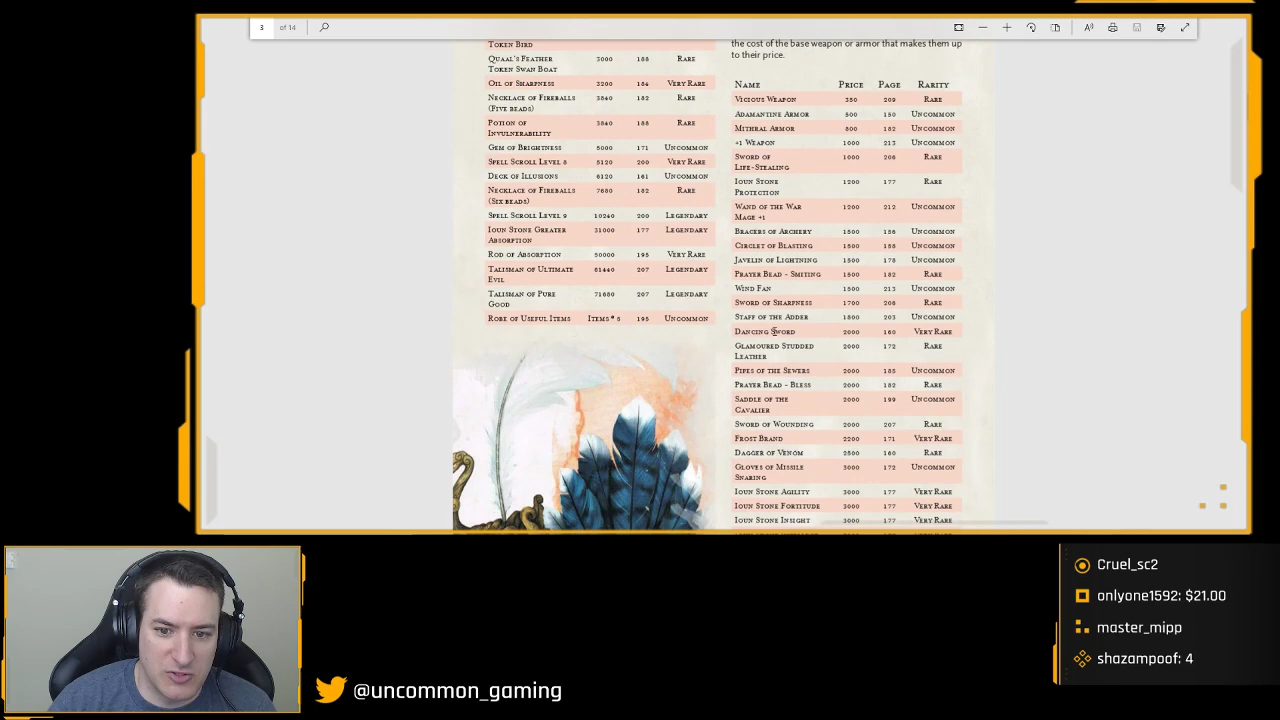 3 of 14
Token Bird
Quaal's Feather 3000 188 Rare
Token Swan Boat
Oil of Sharpness 3200 184 Very Rare
Necklace of Fireballs 3840 182 Rare
(Five beads)
Potion of 3840 188 Rare
Invulnerability
Gem of Brightness 5000 171 Uncommon
Spell Scroll Level 8 5120 200 Very Rare
Deck of Illusions 6120 161 Uncommon
Necklace of Fireballs 7680 182 Rare
(Six beads)
Spell Scroll Level 9 10240 200 Legendary
Ioun Stone Greater 31000 177 Legendary
Absorption
Rod of Absorption 50000 195 Very Rare
Talisman of Ultimate 61440 207 Legendary
Evil
Talisman of Pure 71680 207 Legendary
Good
Robe of Useful Items Items * 5 195 Uncommon
the cost of the base weapon or armor that makes them up
to their price.
Name Price Page Rarity
Vicious Weapon 350 209 Rare
Adamantine Armor 500 150 Uncommon
Mithral Armor 800 182 Uncommon
+1 Weapon 1000 213 Uncommon
Sword of 1000 206 Rare
Life-Stealing
Ioun Stone 1200 177 Rare
Protection
Wand of the War 1200 212 Uncommon
Mage +1
Bracers of Archery 1500 156 Uncommon
Circlet of Blasting 1500 158 Uncommon
Javelin of Lightning 1500 178 Uncommon
Prayer Bead - Smiting 1500 182 Rare
Wind Fan 1500 213 Uncommon
Sword of Sharpness 1700 206 Rare
Staff of the Adder 1800 203 Uncommon
Dancing Sword 2000 160 Very Rare
Glamoured Studded 2000 172 Rare
Leather
Pipes of the Sewers 2000 185 Uncommon
Prayer Bead - Bless 2000 182 Rare
Saddle of the 2000 199 Uncommon
Cavalier
Sword of Wounding 2000 207 Rare
Frost Brand 2200 171 Very Rare
Dagger of Venom 2500 160 Rare
Gloves of Missile 3000 172 Uncommon
Snaring
Ioun Stone Agility 3000 177 Very Rare
Ioun Stone Fortitude 3000 177 Very Rare
Ioun Stone Insight 3000 177 Very Rare
@uncommon_gaming
Cruel_sc2
onlyone1592: $21.00
master_mipp
shazampoof: 4